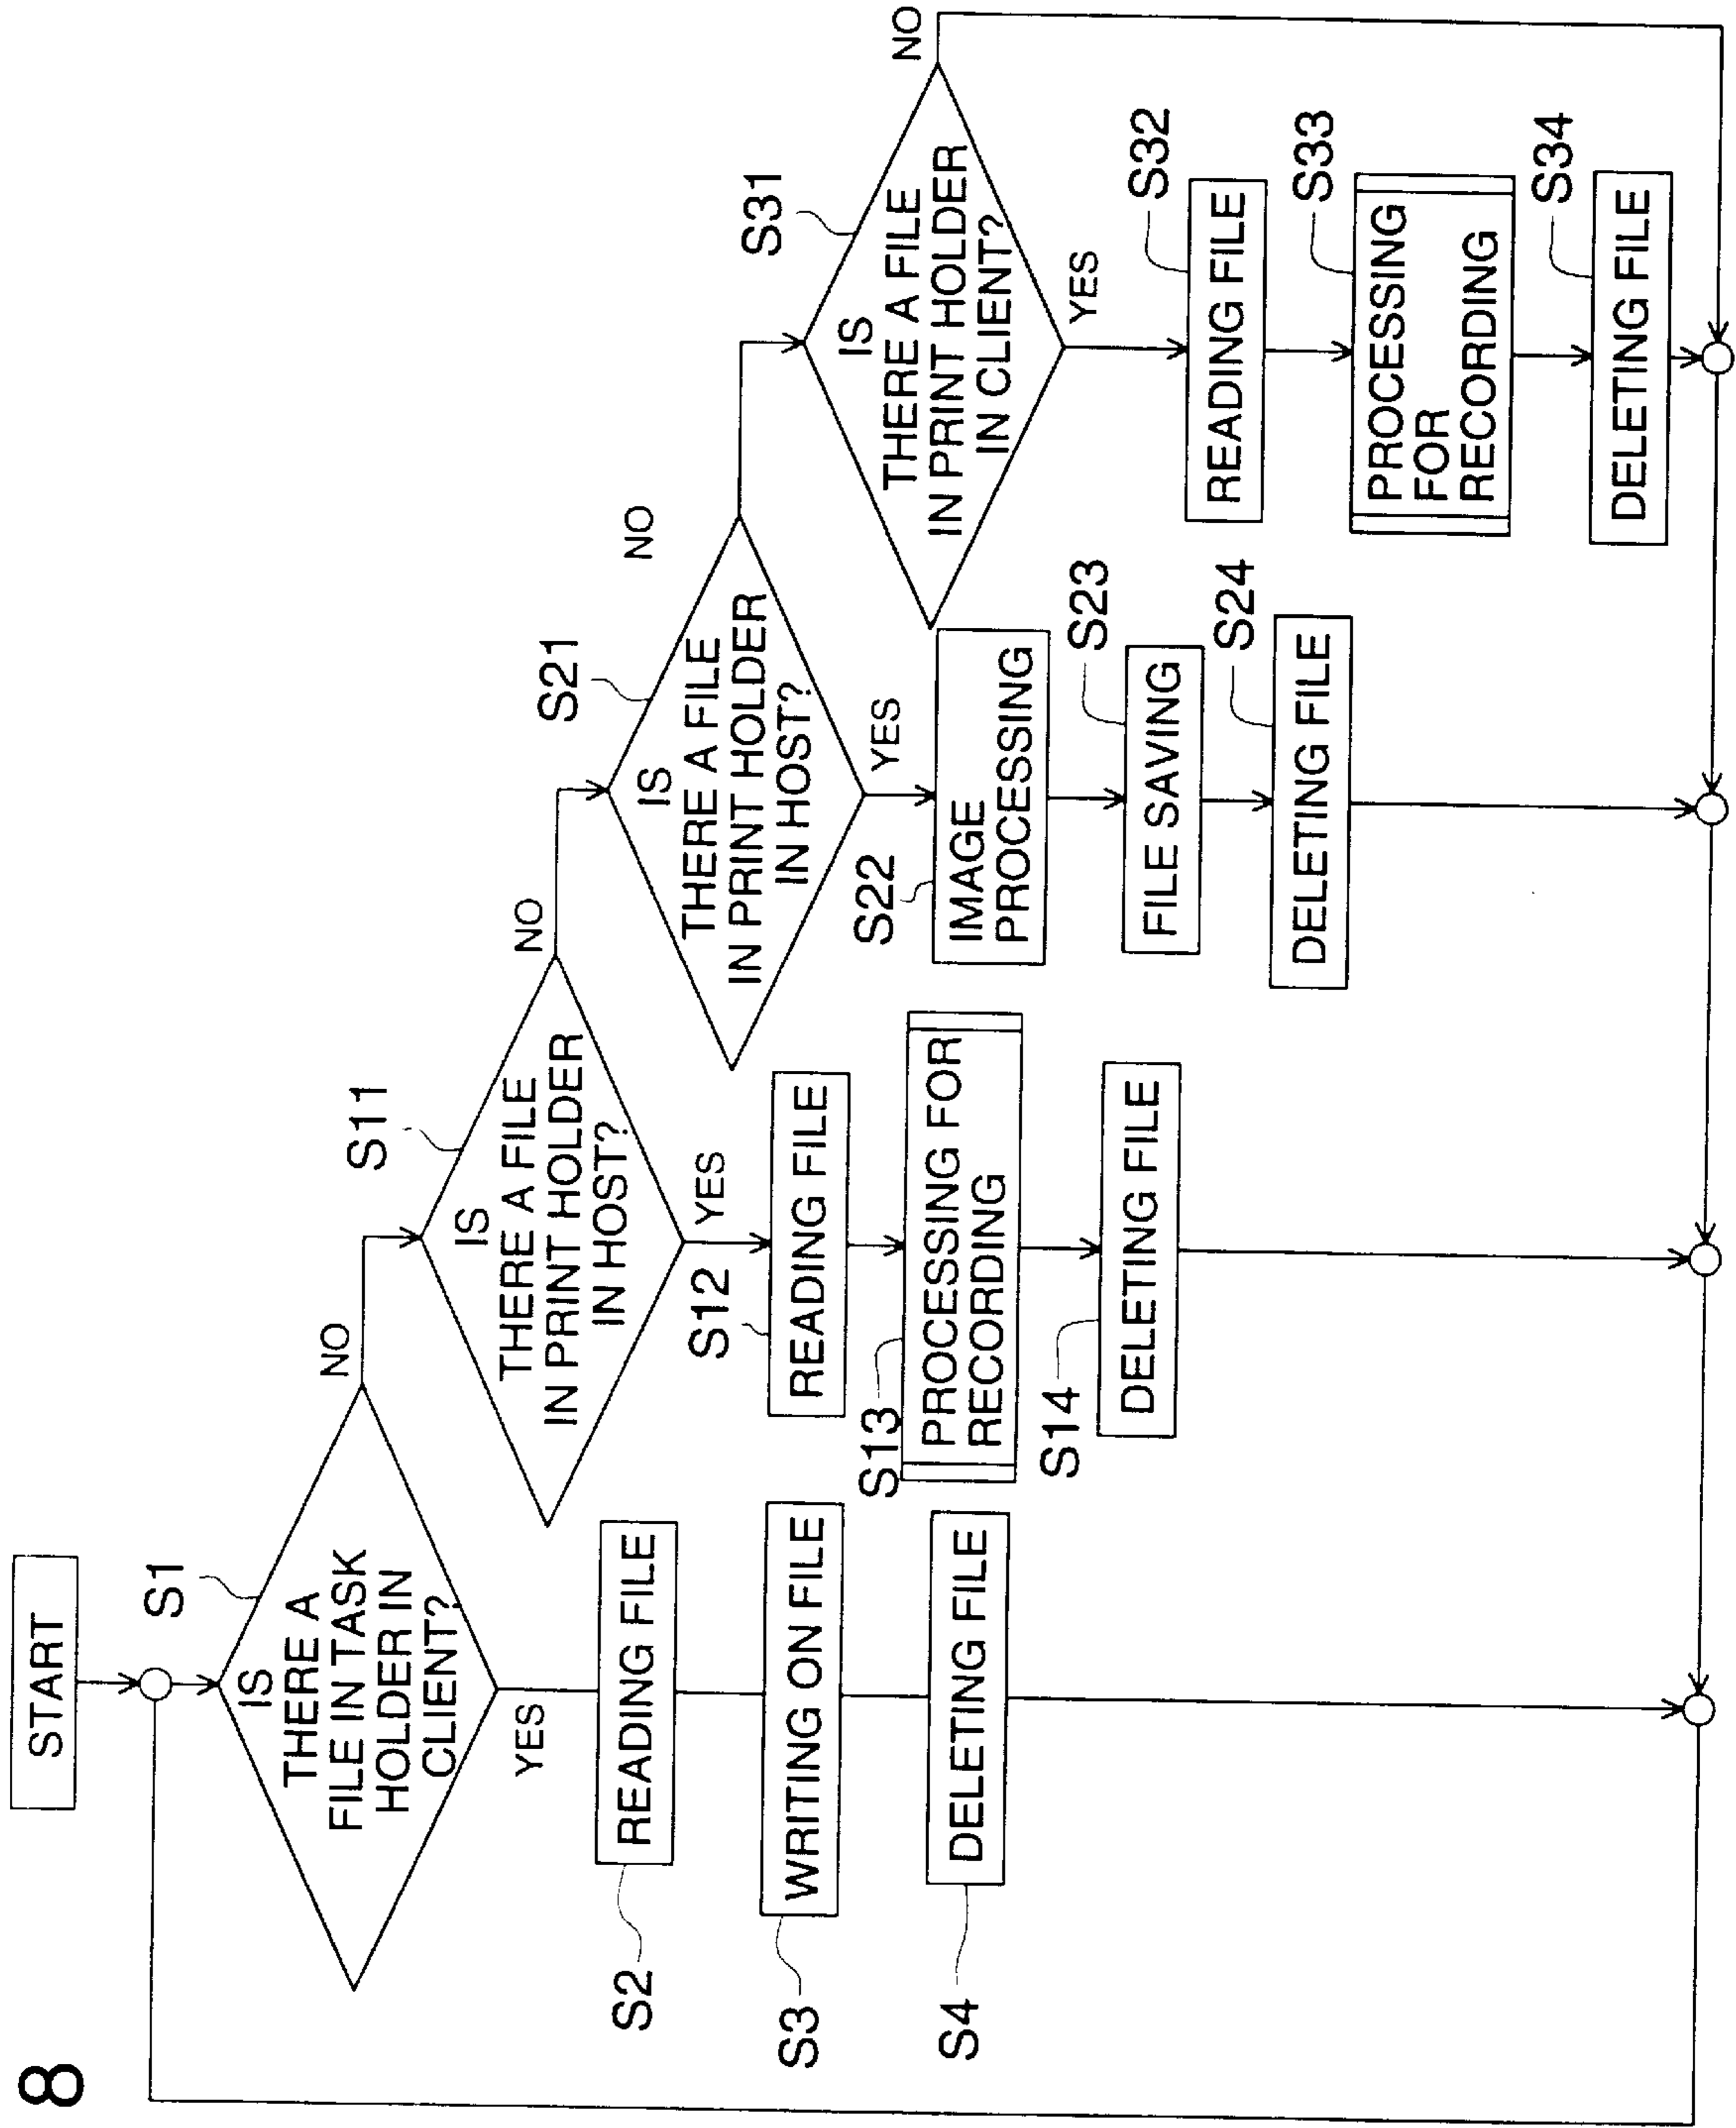 8
START
S1
IS
THERE A
FILE IN TASK
HOLDER IN
CLIENT?
NO
YES
S2
READING FILE
S3
WRITING ON FILE
S4
DELETING FILE
S11
IS
THERE A FILE
IN PRINT HOLDER
IN HOST?
NO
YES
S12
READING FILE
S13
PROCESSING FOR
RECORDING
S14
DELETING FILE
S21
IS
THERE A FILE
IN PRINT HOLDER
IN HOST?
NO
YES
S22
IMAGE
PROCESSING
S23
FILE SAVING
S24
DELETING FILE
S31
IS
THERE A FILE
IN PRINT HOLDER
IN CLIENT?
NO
YES
S32
READING FILE
S33
PROCESSING
FOR
RECORDING
S34
DELETING FILE